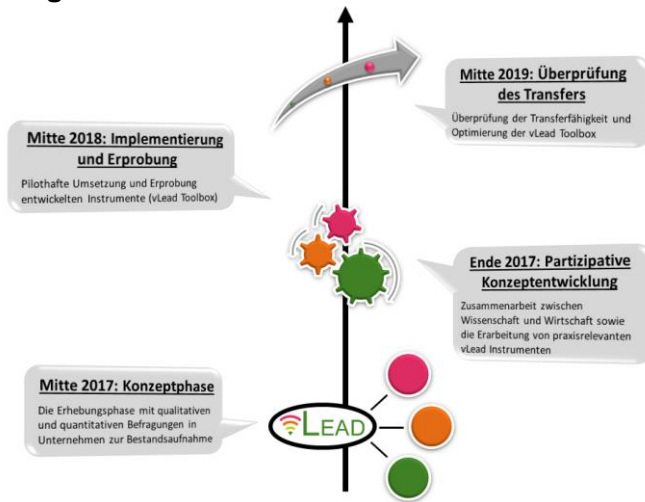 Mitte 2019: Überprüfung
des Transfers
Überprüfung der Transferfähigkeit und
Optimierung der vLead Toolbox
Mitte 2018: Implementierung
und Erprobung
Pilothafte Umsetzung und Erprobung
entwickelten Instrumente (vLead Toolbox)
Ende 2017: Partizipative
Konzeptentwicklung
Zusammenarbeit zwischen
Wissenschaft und Wirtschaft sowie
die Erarbeitung von praxisrelevanten
vLead Instrumenten
Mitte 2017: Konzeptphase
Die Erhebungsphase mit qualitativen
und quantitativen Befragungen in
Unternehmen zur Bestandsaufnahme
LEAD